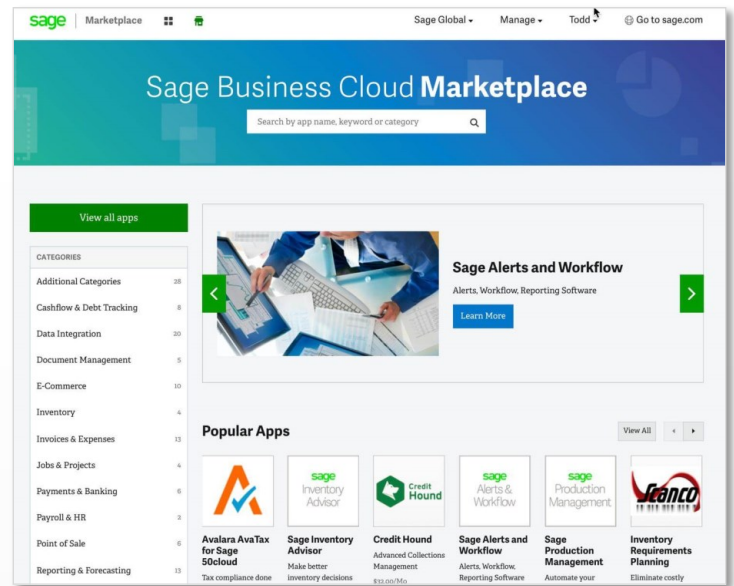 sage Marketplace
Sage Global Manage Todd Go to sage.com
Sage Business Cloud Marketplace
Search by app name, keyword or category
View all apps
CATEGORIES
Additional Categories 28
Cashflow & Debt Tracking 8
Data Integration 20
Document Management 5
E-Commerce 10
Inventory 4
Invoices & Expenses 13
Jobs & Projects 4
Payments & Banking 6
Payroll & HR 2
Point of Sale 6
Reporting & Forecasting 13
Sage Alerts and Workflow
Alerts, Workflow, Reporting Software
Learn More
Popular Apps
View All
sage
Inventory
Advisor
Credit
Hound
sage
Alerts &
Workflow
sage
Production
Management
Scanco
Avalara AvaTax
for Sage
50cloud
Tax compliance done
Sage Inventory
Advisor
Make better
inventory decisions
Credit Hound
Advanced Collections
Management
$32.00/Mo
Sage Alerts and
Workflow
Alerts, Workflow,
Reporting Software
Sage
Production
Management
Automate your
Inventory
Requirements
Planning
Eliminate costly